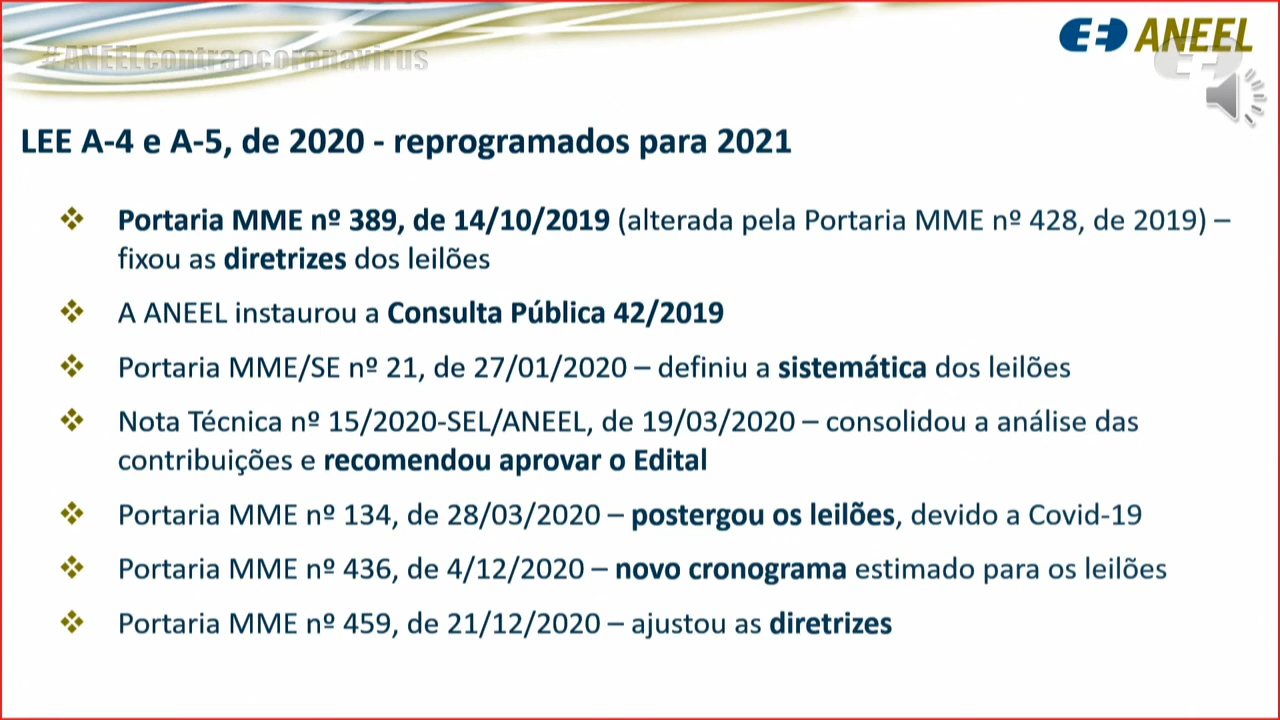 #ANEELcontraocoronavirus
ANEEL
LEE A-4 e A-5, de 2020 - reprogramados para 2021
Portaria MME nº 389, de 14/10/2019 (alterada pela Portaria MME nº 428, de 2019) –
fixou as diretrizes dos leilões
A ANEEL instaurou a Consulta Pública 42/2019
Portaria MME/SE nº 21, de 27/01/2020 – definiu a sistemática dos leilões
Nota Técnica nº 15/2020-SEL/ANEEL, de 19/03/2020 – consolidou a análise das
contribuições e recomendou aprovar o Edital
Portaria MME nº 134, de 28/03/2020 – postergou os leilões, devido a Covid-19
Portaria MME nº 436, de 4/12/2020 – novo cronograma estimado para os leilões
Portaria MME nº 459, de 21/12/2020 – ajustou as diretrizes